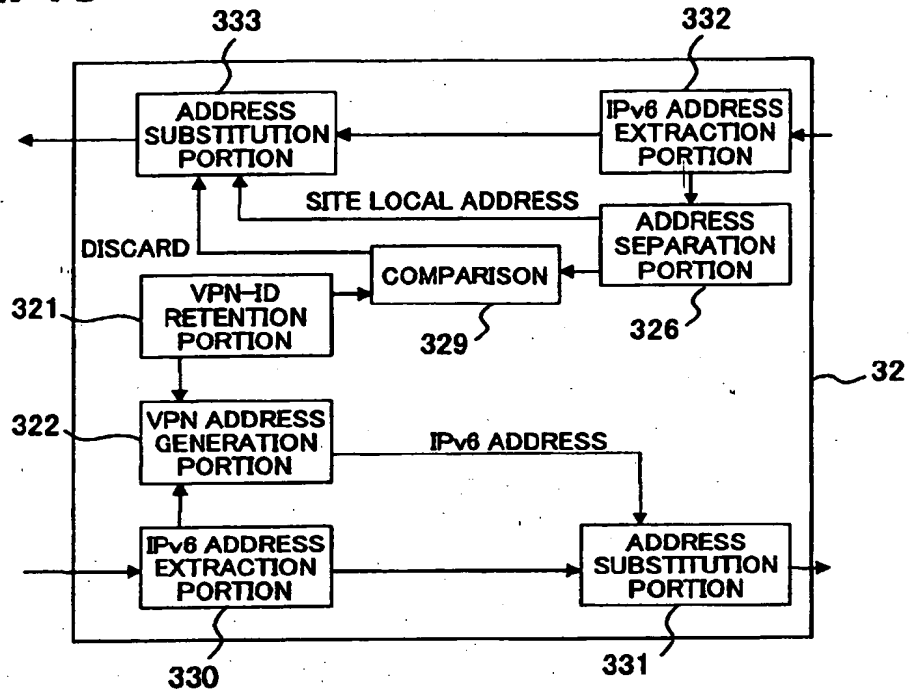 333
332
ADDRESS
SUBSTITUTION
PORTION
IPv6 ADDRESS
EXTRACTION
PORTION
SITE LOCAL ADDRESS
ADDRESS
SEPARATION
PORTION
DISCARD
COMPARISON
321
VPN-ID
RETENTION
PORTION
329
326
32
322
VPN ADDRESS
GENERATION
PORTION
IPv6 ADDRESS
IPv6 ADDRESS
EXTRACTION
PORTION
ADDRESS
SUBSTITUTION
PORTION
330
331